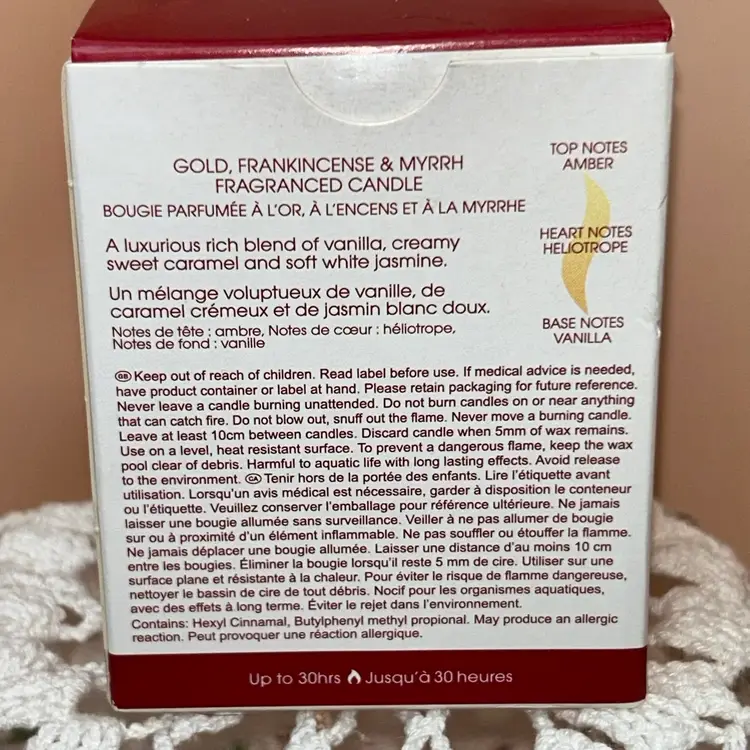 GOLD, FRANKINCENSE & MYRRH
FRAGRANCED CANDLE
BOUGIE PARFUMÉE À L'OR, À L'ENCENS ET À LA MYRRHE
A luxurious rich blend of vanilla, creamy
sweet caramel and soft white jasmine.
Un mélange voluptueux de vanille, de
caramel crémeux et de jasmin blanc doux.
Notes de tête : ambre, Notes de cœur : héliotrope,
Notes de fond : vanille
TOP NOTES
AMBER
HEART NOTES
HELIOTROPE
BASE NOTES
VANILLA
GB Keep out of reach of children. Read label before use. If medical advice is needed,
have product container or label at hand. Please retain packaging for future reference.
Never leave a candle burning unattended. Do not burn candles on or near anything
that can catch fire. Do not blow out, snuff out the flame. Never move a burning candle.
Leave at least 10cm between candles. Discard candle when 5mm of wax remains.
Use on a level, heat resistant surface. To prevent a dangerous flame, keep the wax
pool clear of debris. Harmful to aquatic life with long lasting effects. Avoid release
to the environment. CA Tenir hors de la portée des enfants. Lire l'étiquette avant
utilisation. Lorsqu'un avis médical est nécessaire, garder à disposition le conteneur
ou l'étiquette. Veuillez conserver l'emballage pour référence ultérieure. Ne jamais
laisser une bougie allumée sans surveillance. Veiller à ne pas allumer de bougie
sur ou à proximité d'un élément inflammable. Ne pas souffler ou étouffer la flamme.
Ne jamais déplacer une bougie allumée. Laisser une distance d'au moins 10 cm
entre les bougies. Éliminer la bougie lorsqu'il reste 5 mm de cire. Utiliser sur une
surface plane et résistante à la chaleur. Pour éviter le risque de flamme dangereuse,
nettoyer le bassin de cire de tout débris. Nocif pour les organismes aquatiques,
avec des effets à long terme. Éviter le rejet dans l'environnement.
Contains: Hexyl Cinnamal, Butylphenyl methyl propional. May produce an allergic
reaction. Peut provoquer une réaction allergique.
Up to 30hrs Jusqu'à 30 heures